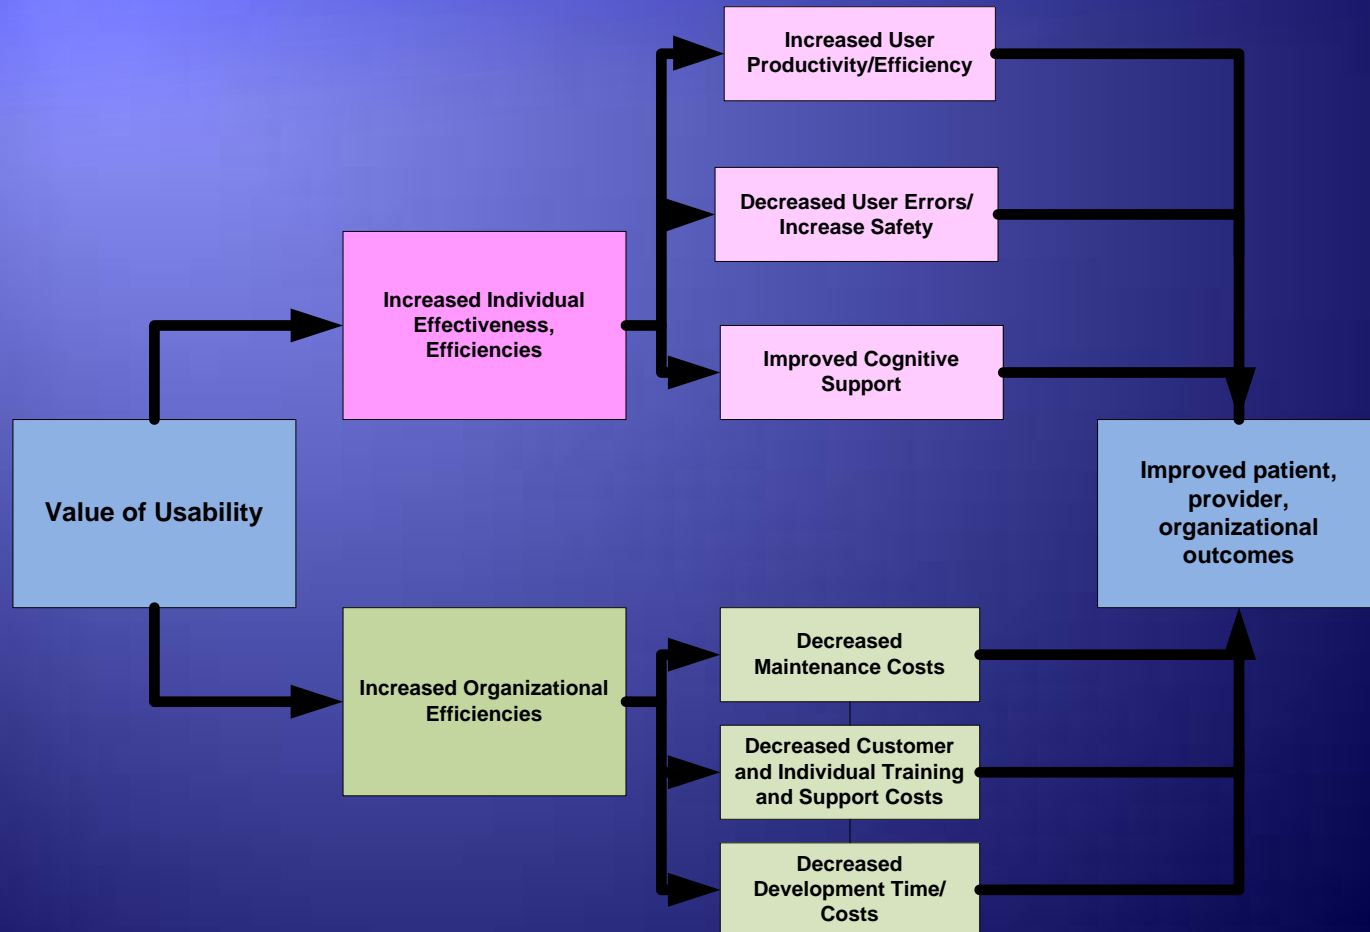 Increased User
Productivity/Efficiency
Decreased User Errors/
Increase Safety
Increased Individual
Effectiveness,
Efficiencies
Improved Cognitive
Support
Value of Usability
Improved patient,
provider,
organizational
outcomes
Increased Organizational
Efficiencies
Decreased
Maintenance Costs
Decreased Customer
and Individual Training
and Support Costs
Decreased
Development Time/
Costs